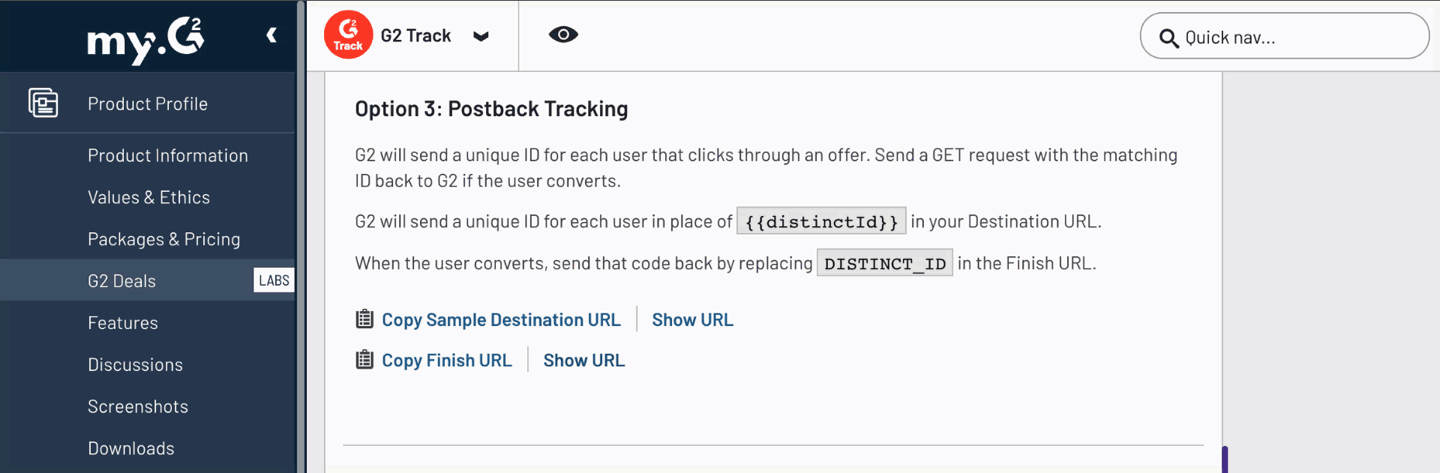 my.G2
Product Profile
Product Information
Values & Ethics
Packages & Pricing
G2 Deals LABS
Features
Discussions
Screenshots
Downloads
G2 Track G2 Track
Quick nav...
Option 3: Postback Tracking
G2 will send a unique ID for each user that clicks through an offer. Send a GET request with the matching
ID back to G2 if the user converts.
G2 will send a unique ID for each user in place of {{distinctId}} in your Destination URL.
When the user converts, send that code back by replacing DISTINCT_ID in the Finish URL.
Copy Sample Destination URL Show URL
Copy Finish URL Show URL